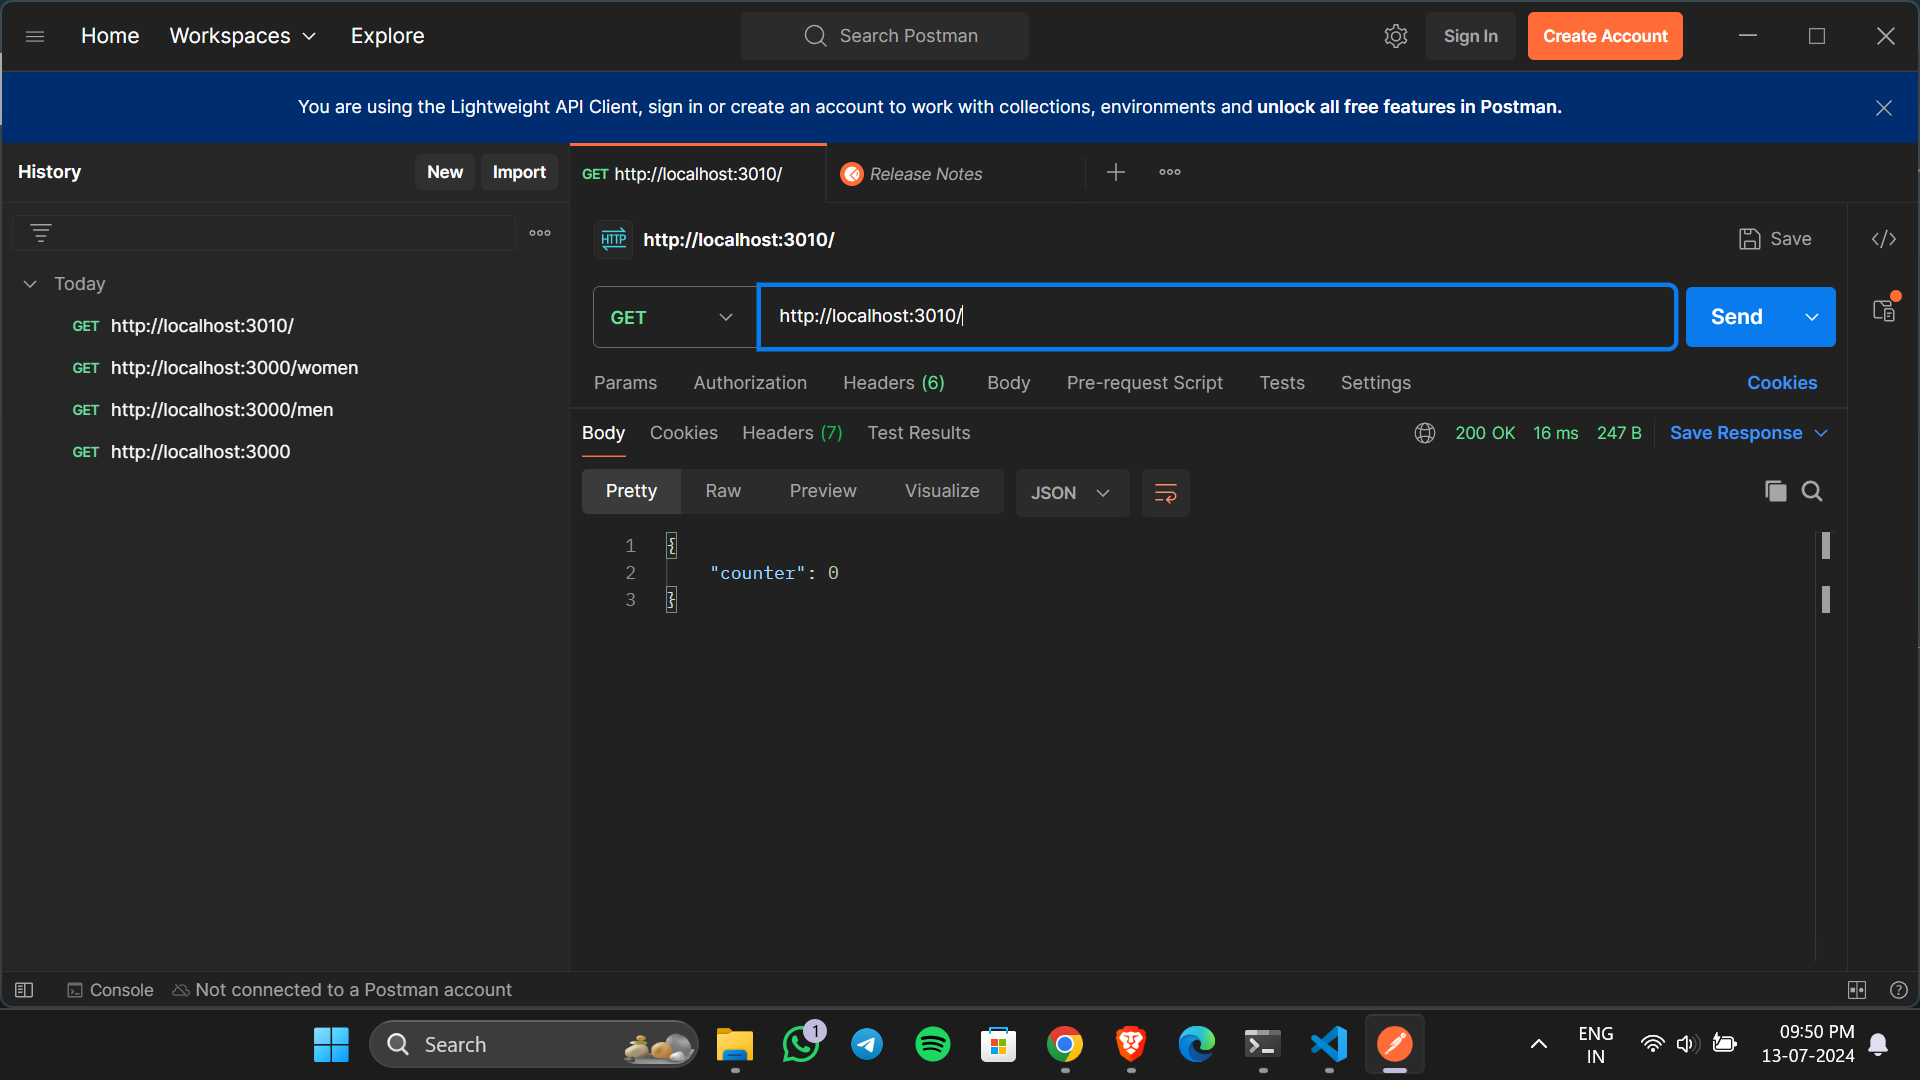 Home Workspaces Explore Search Postman Sign In Create Account
You are using the Lightweight API Client, sign in or create an account to work with collections, environments and unlock all free features in Postman.
History New Import GET http://localhost:3010/ Release Notes
HTTP http://localhost:3010/ Save </>
Today
GET http://localhost:3010/
GET http://localhost:3000/women
GET http://localhost:3000/men
GET http://localhost:3000
GET http://localhost:3010/ Send
Params Authorization Headers (6) Body Pre-request Script Tests Settings Cookies
Body Cookies Headers (7) Test Results 200 OK 16 ms 247 B Save Response
Pretty Raw Preview Visualize JSON
1 {
2 "counter": 0
3 }
Console Not connected to a Postman account
Search 1 ENG 09:50 PM
IN 13-07-2024